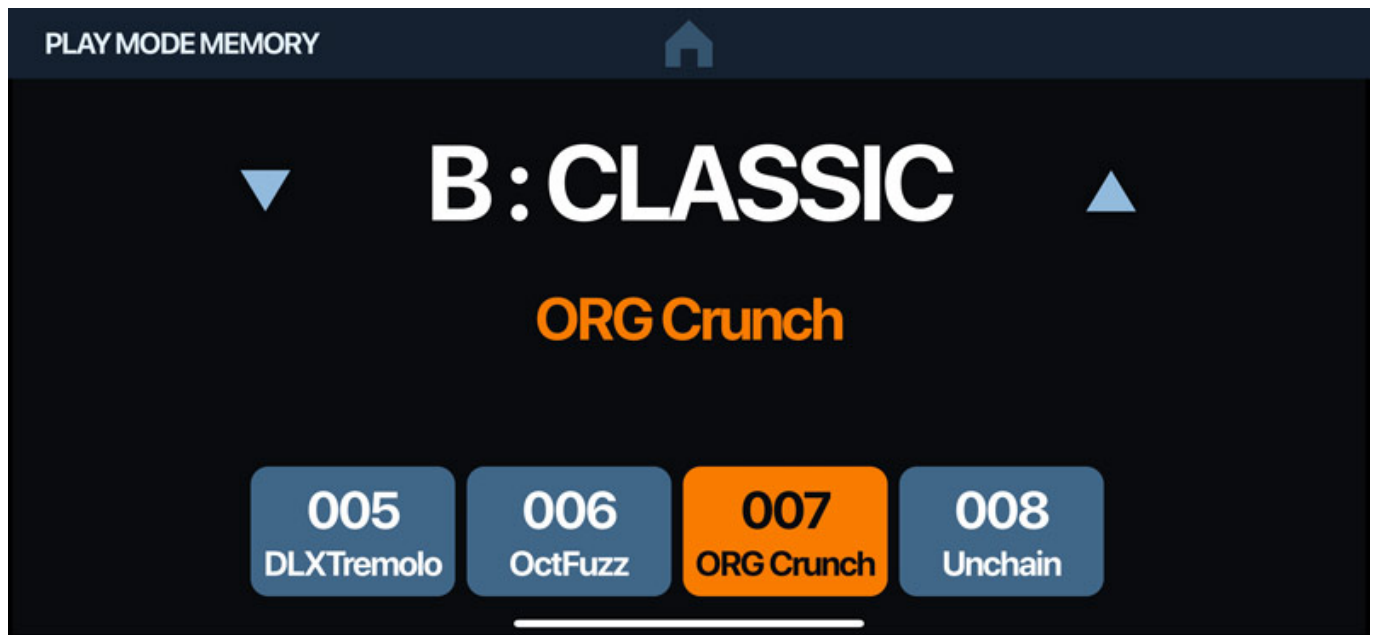 PLAY MODE MEMORY
B : CLASSIC
ORG Crunch
005
DLXTremolo
006
OctFuzz
007
ORG Crunch
008
Unchain